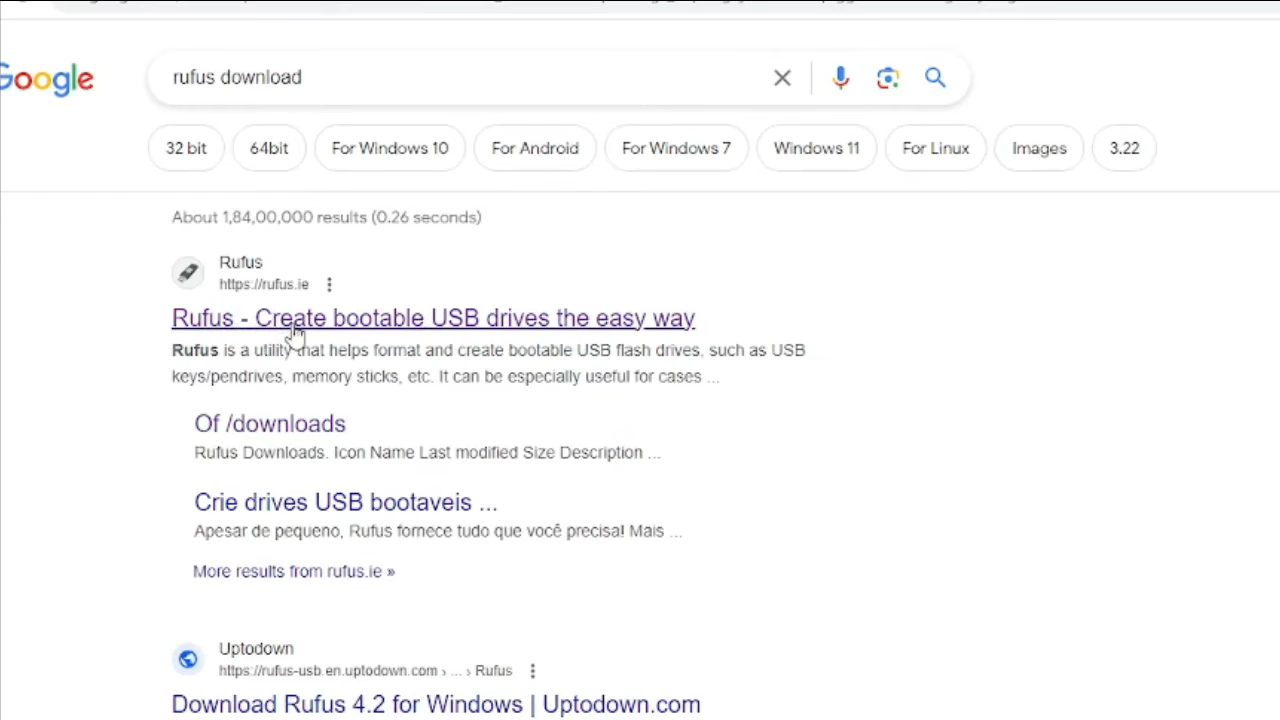 Google
rufus download
32 bit
64bit
For Windows 10
For Android
For Windows 7
Windows 11
For Linux
Images
3.22
About 1,84,00,000 results (0.26 seconds)
Rufus
https://rufus.ie
Rufus - Create bootable USB drives the easy way
Rufus is a utility that helps format and create bootable USB flash drives, such as USB
keys/pendrives, memory sticks, etc. It can be especially useful for cases ...
Of /downloads
Rufus Downloads. Icon Name Last modified Size Description ...
Crie drives USB bootaveis ...
Apesar de pequeno, Rufus fornece tudo que você precisa! Mais ...
More results from rufus.ie »
Uptodown
https://rufus-usb.en.uptodown.com › ... › Rufus
Download Rufus 4.2 for Windows | Uptodown.com